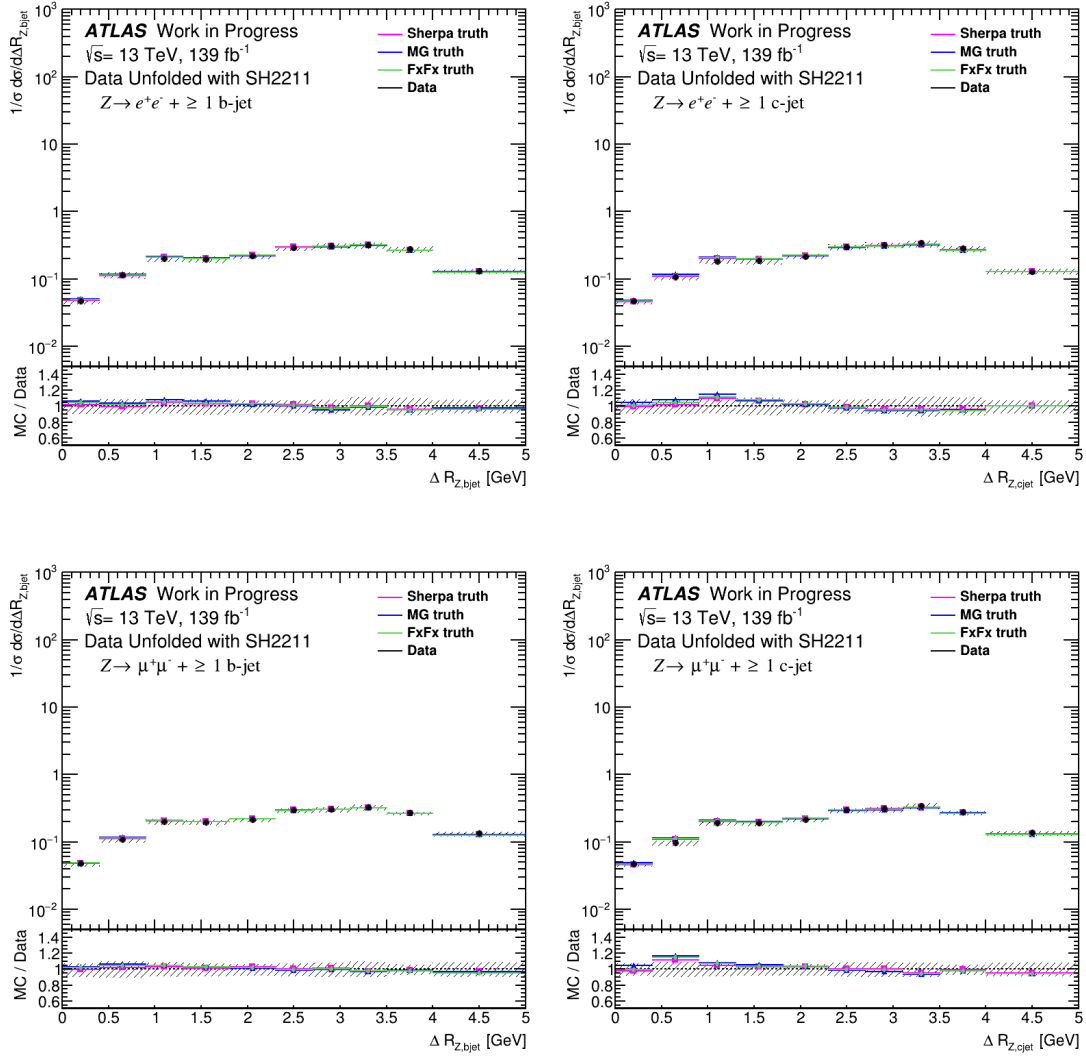 1/σ dσ/dΔR_Z,bjet
10³
10²
10
1
10⁻¹
10⁻²
ATLAS Work in Progress
√s= 13 TeV, 139 fb⁻¹
Data Unfolded with SH2211
Z→ e⁺e⁻ + ≥ 1 b-jet
Sherpa truth
MG truth
FxFx truth
Data
MC / Data
1.4
1.2
1
0.8
0.6
0 0.5 1 1.5 2 2.5 3 3.5 4 4.5 5
Δ R_Z,bjet [GeV]
1/σ dσ/dΔR_Z,bjet
10³
10²
10
1
10⁻¹
10⁻²
ATLAS Work in Progress
√s= 13 TeV, 139 fb⁻¹
Data Unfolded with SH2211
Z→ e⁺e⁻ + ≥ 1 c-jet
Sherpa truth
MG truth
FxFx truth
Data
MC / Data
1.4
1.2
1
0.8
0.6
0 0.5 1 1.5 2 2.5 3 3.5 4 4.5 5
Δ R_Z,cjet [GeV]
1/σ dσ/dΔR_Z,bjet
10³
10²
10
1
10⁻¹
10⁻²
ATLAS Work in Progress
√s= 13 TeV, 139 fb⁻¹
Data Unfolded with SH2211
Z→ μ⁺μ⁻ + ≥ 1 b-jet
Sherpa truth
MG truth
FxFx truth
Data
MC / Data
1.4
1.2
1
0.8
0.6
0 0.5 1 1.5 2 2.5 3 3.5 4 4.5 5
Δ R_Z,bjet [GeV]
1/σ dσ/dΔR_Z,bjet
10³
10²
10
1
10⁻¹
10⁻²
ATLAS Work in Progress
√s= 13 TeV, 139 fb⁻¹
Data Unfolded with SH2211
Z→ μ⁺μ⁻ + ≥ 1 c-jet
Sherpa truth
MG truth
FxFx truth
Data
MC / Data
1.4
1.2
1
0.8
0.6
0 0.5 1 1.5 2 2.5 3 3.5 4 4.5 5
Δ R_Z,cjet [GeV]